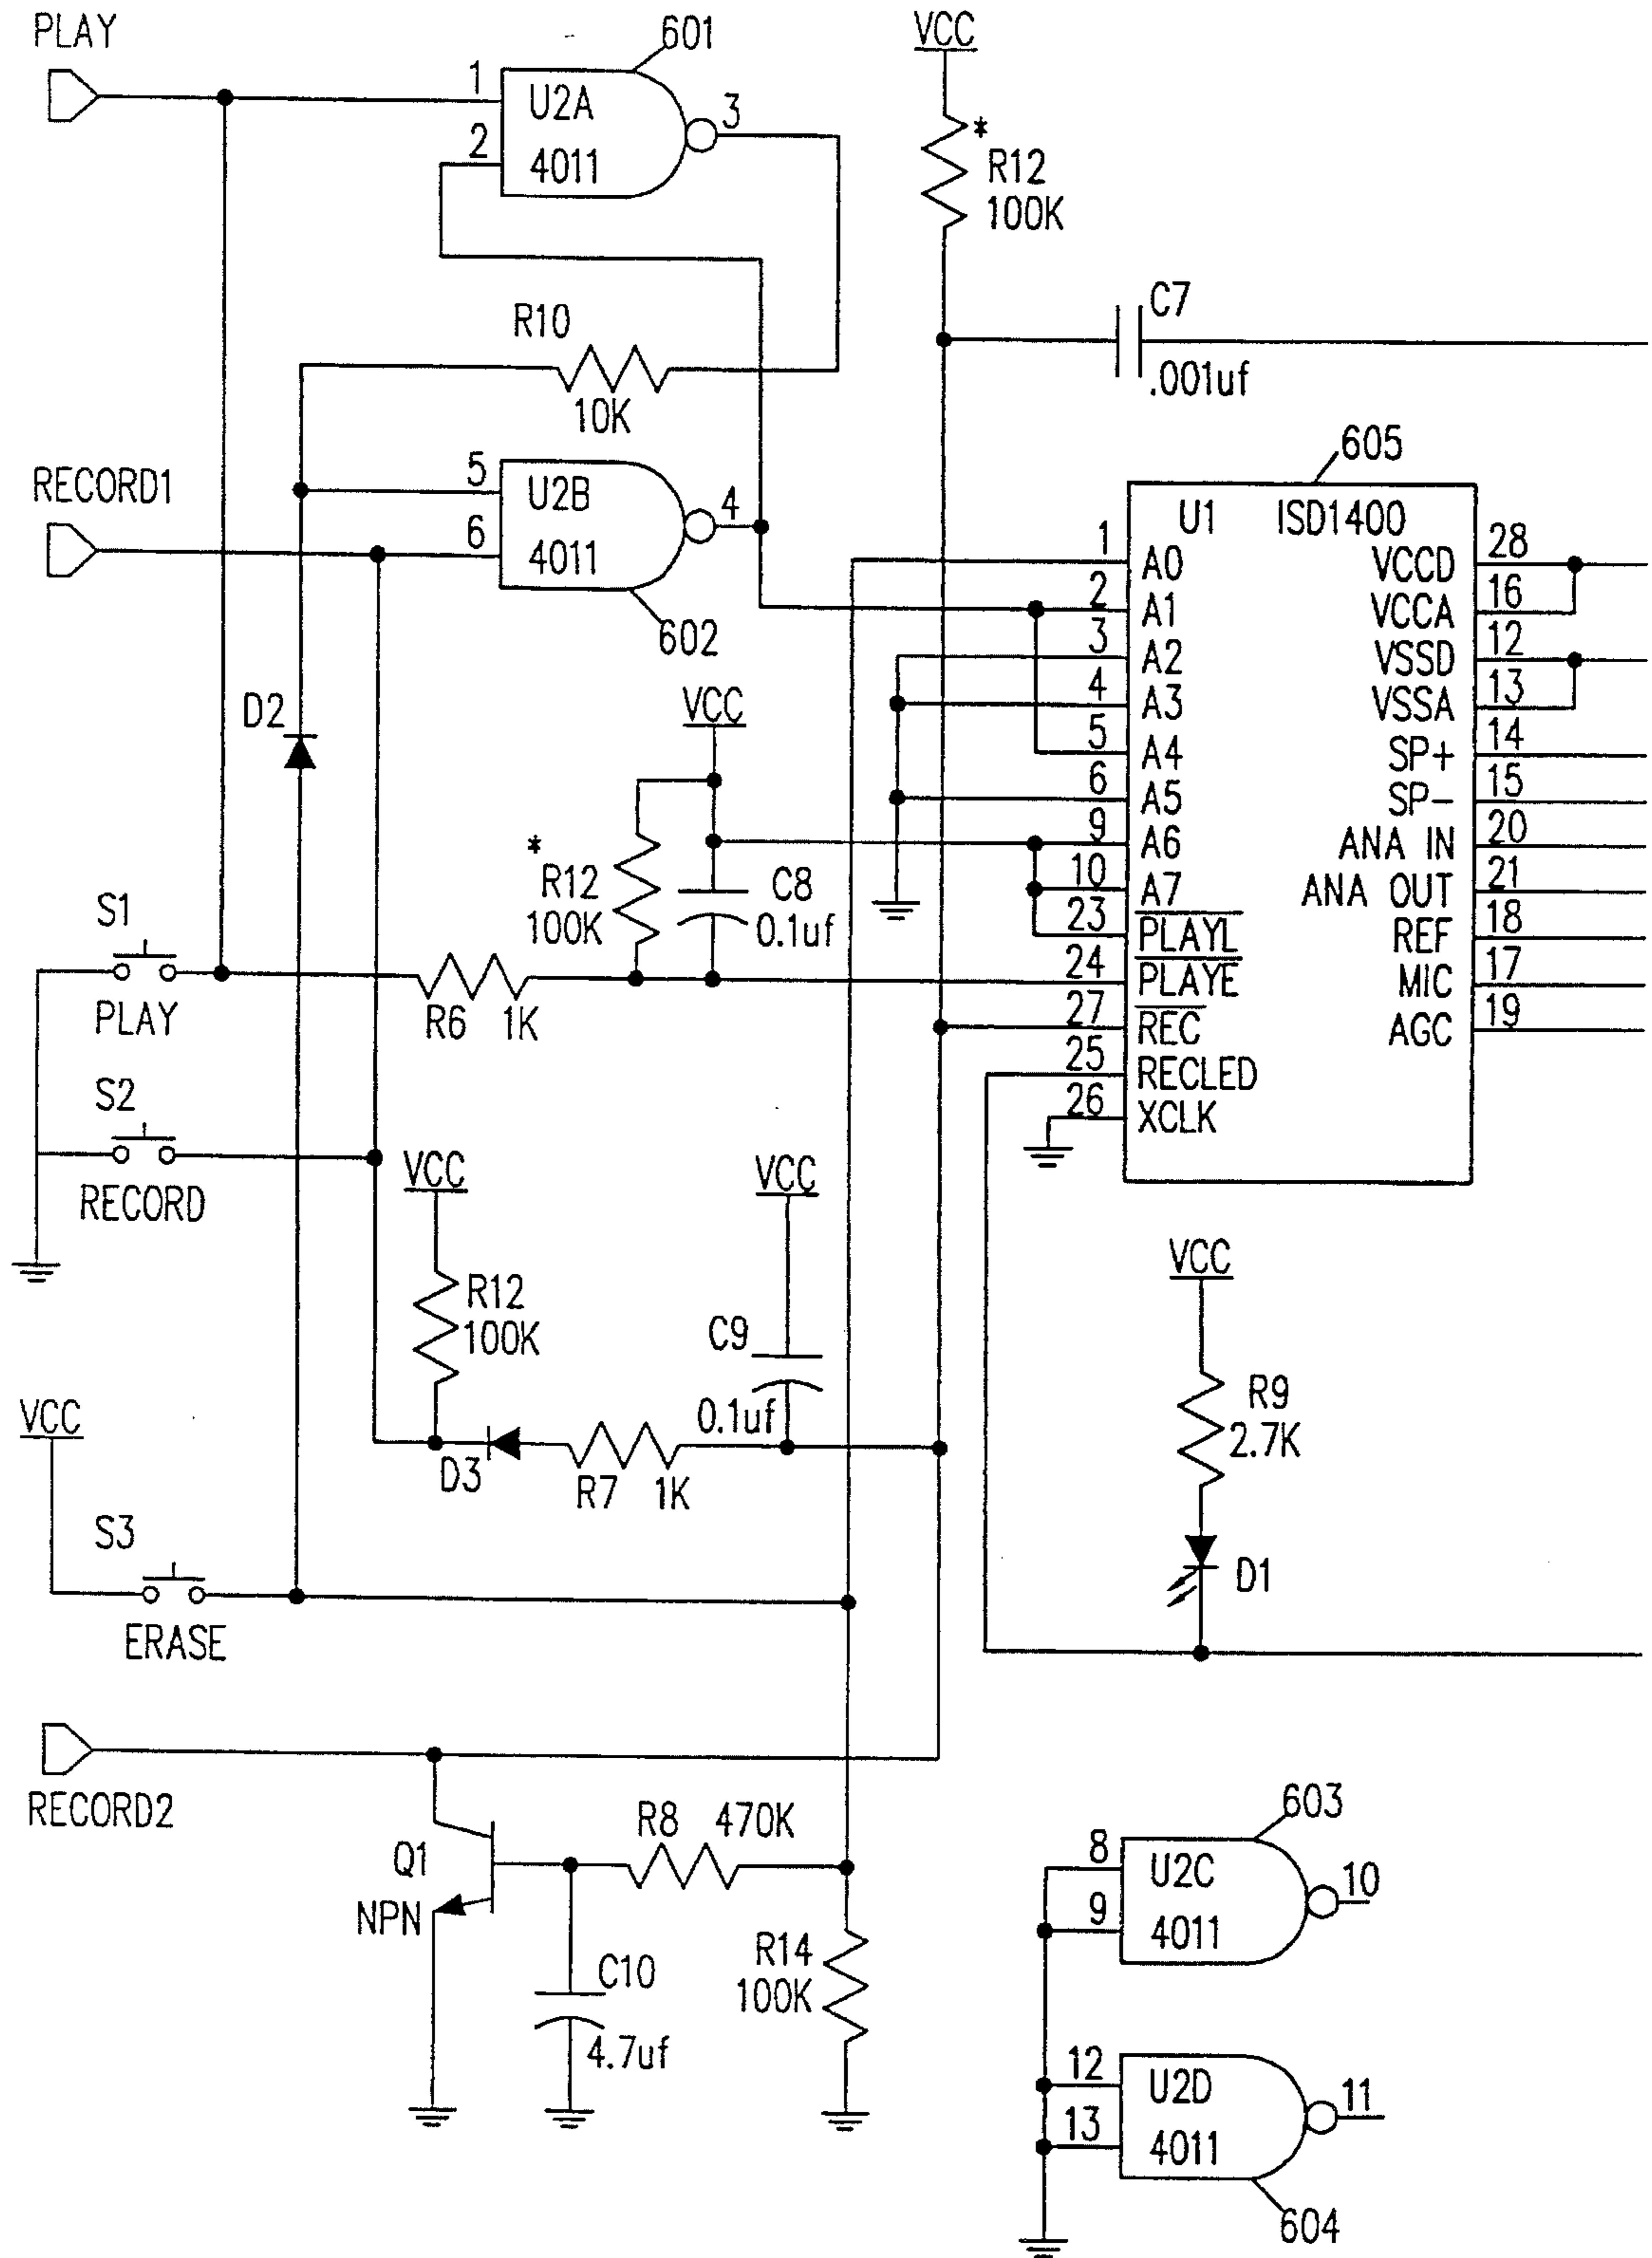 PLAY
601
VCC
1
U2A
3
2
4011
*
R12
100K
R10
10K
C7
.001uf
RECORD1
5
U2B
4
6
4011
602
605
U1 ISD1400
1 A0
VCCD 28
2 A1
VCCA 16
3 A2
VSSD 12
4 A3
VSSA 13
5 A4
SP+ 14
6 A5
SP- 15
9 A6
ANA IN 20
10 A7
ANA OUT 21
23 PLAYL
REF 18
24 PLAYE
MIC 17
27 REC
AGC 19
25 RECLED
26 XCLK
D2
VCC
*
R12
100K
C8
0.1uf
S1
PLAY
R6 1K
S2
RECORD
VCC
R12
100K
VCC
C9
0.1uf
D3
R7 1K
VCC
R9
2.7K
D1
VCC
S3
ERASE
RECORD2
Q1
NPN
R8 470K
C10
4.7uf
R14
100K
603
8
U2C
10
9
4011
12
U2D
11
13
4011
604